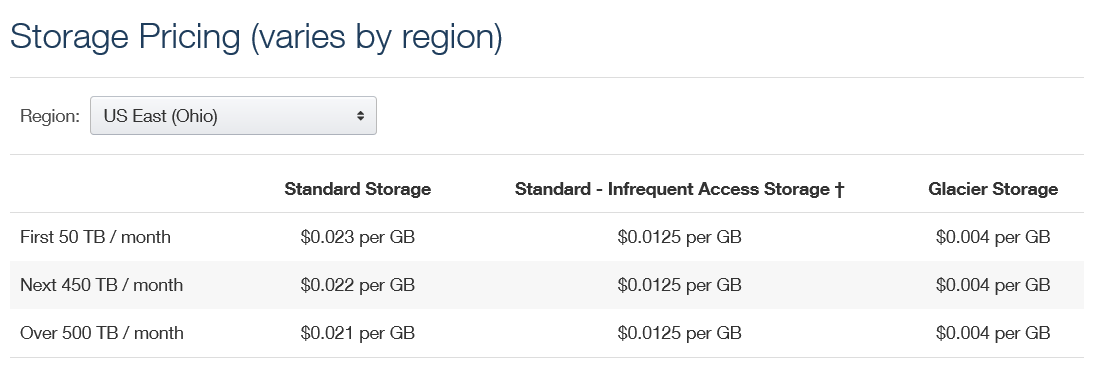 Storage Pricing (varies by region)
Region: US East (Ohio)
Standard Storage Standard - Infrequent Access Storage † Glacier Storage
First 50 TB / month $0.023 per GB $0.0125 per GB $0.004 per GB
Next 450 TB / month $0.022 per GB $0.0125 per GB $0.004 per GB
Over 500 TB / month $0.021 per GB $0.0125 per GB $0.004 per GB